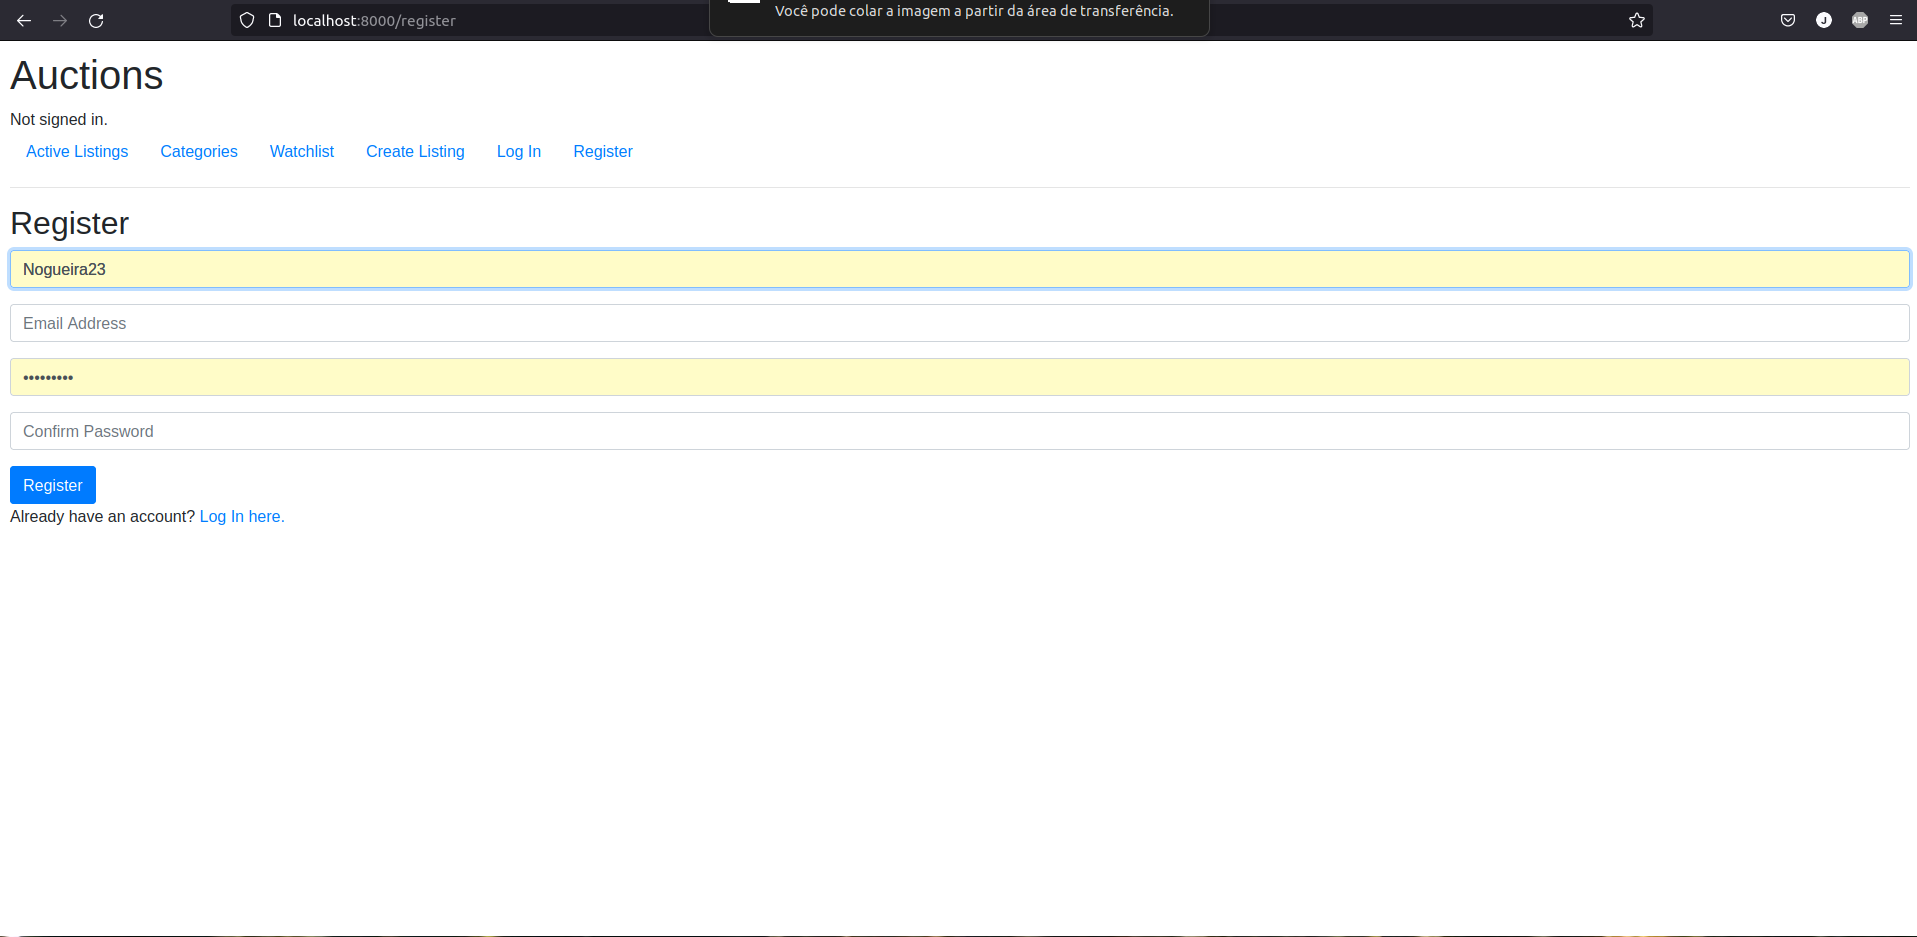 localhost:8000/register
Você pode colar a imagem a partir da área de transferência.
J
ABP
Auctions
Not signed in.
Active Listings Categories Watchlist Create Listing Log In Register
Register
Nogueira23
Email Address
•••••••••
Confirm Password
Register
Already have an account? Log In here.